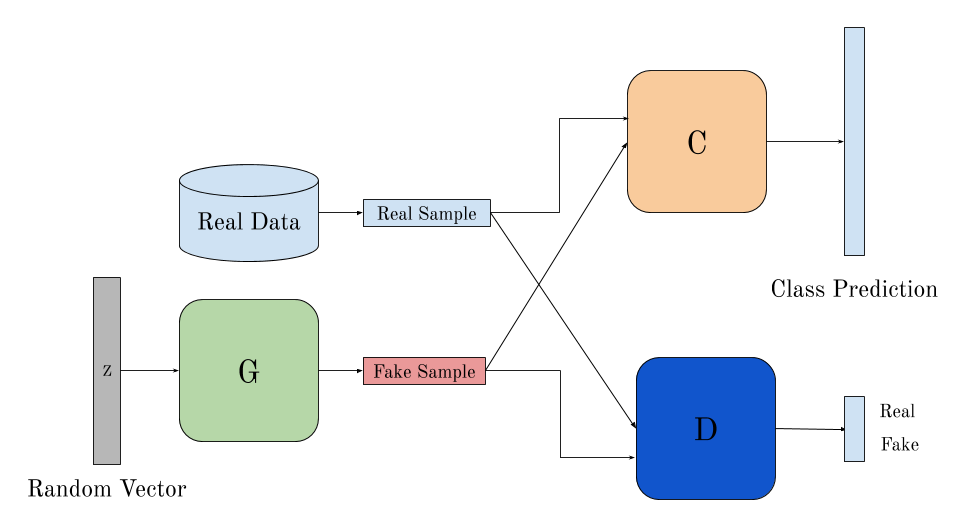 C
Real Sample
Real Data
Class Prediction
z
G
Fake Sample
Real
D
Fake
Random Vector